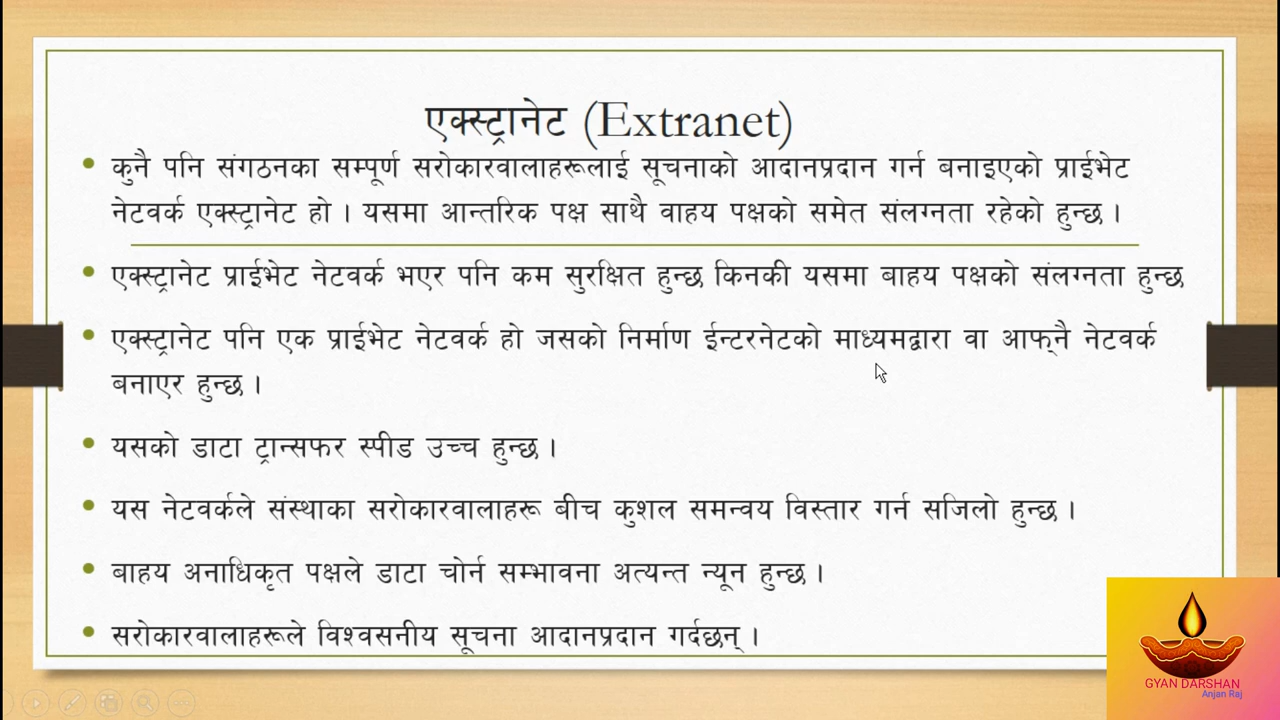 एक्स्ट्रानेट (Extranet)
• कुनै पनि संगठनका सम्पूर्ण सरोकारवालाहरूलाई सूचनाको आदानप्रदान गर्न बनाइएको प्राईभेट
नेटवर्क एक्स्ट्रानेट हो । यसमा आन्तरिक पक्ष साथै वाहय पक्षको समेत संलग्नता रहेको हुन्छ ।
• एक्स्ट्रानेट प्राईभेट नेटवर्क भएर पनि कम सुरक्षित हुन्छ किनकी यसमा बाहय पक्षको संलग्नता हुन्छ
• एक्स्ट्रानेट पनि एक प्राईभेट नेटवर्क हो जसको निर्माण ईन्टरनेटको माध्यमद्वारा वा आफ्‌नै नेटवर्क
बनाएर हुन्छ ।
• यसको डाटा ट्रान्सफर स्पीड उच्च हुन्छ ।
• यस नेटवर्कले संस्थाका सरोकारवालाहरू बीच कुशल समन्वय विस्तार गर्न सजिलो हुन्छ ।
• बाहय अनाधिकृत पक्षले डाटा चोर्न सम्भावना अत्यन्त न्यून हुन्छ ।
• सरोकारवालाहरूले विश्वसनीय सूचना आदानप्रदान गर्दछन् ।
GYAN DARSHAN
Anjan Raj